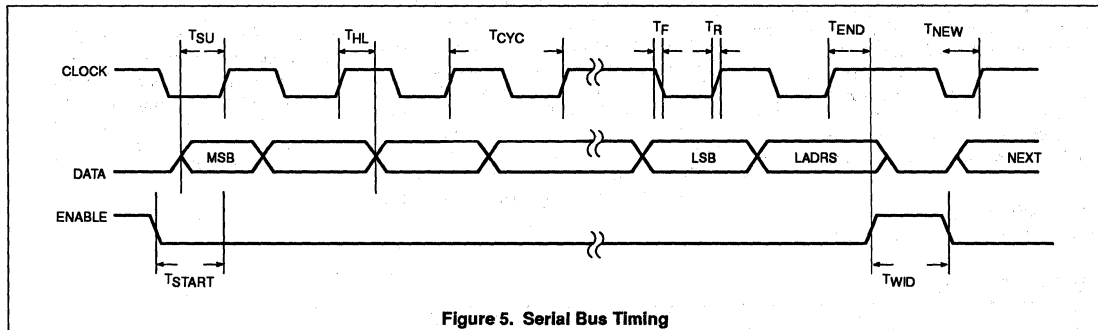 TSU THL TCYC TF TR TEND TNEW
CLOCK
DATA MSB LSB LADRS NEXT
ENABLE
TSTART TWID
Figure 5. Serial Bus Timing